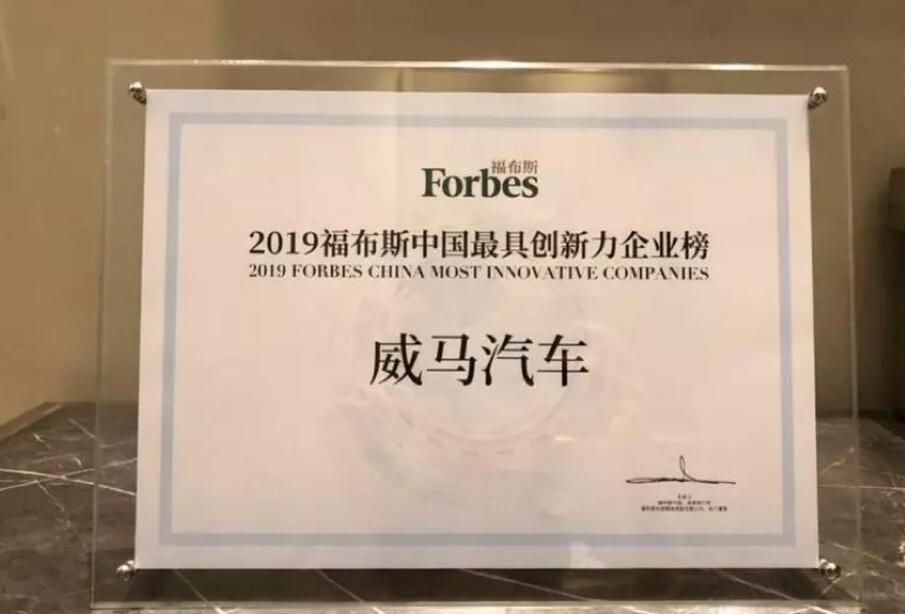 福布斯
Forbes
2019福布斯中国最具创新力企业榜
2019 FORBES CHINA MOST INNOVATIVE COMPANIES
威马汽车